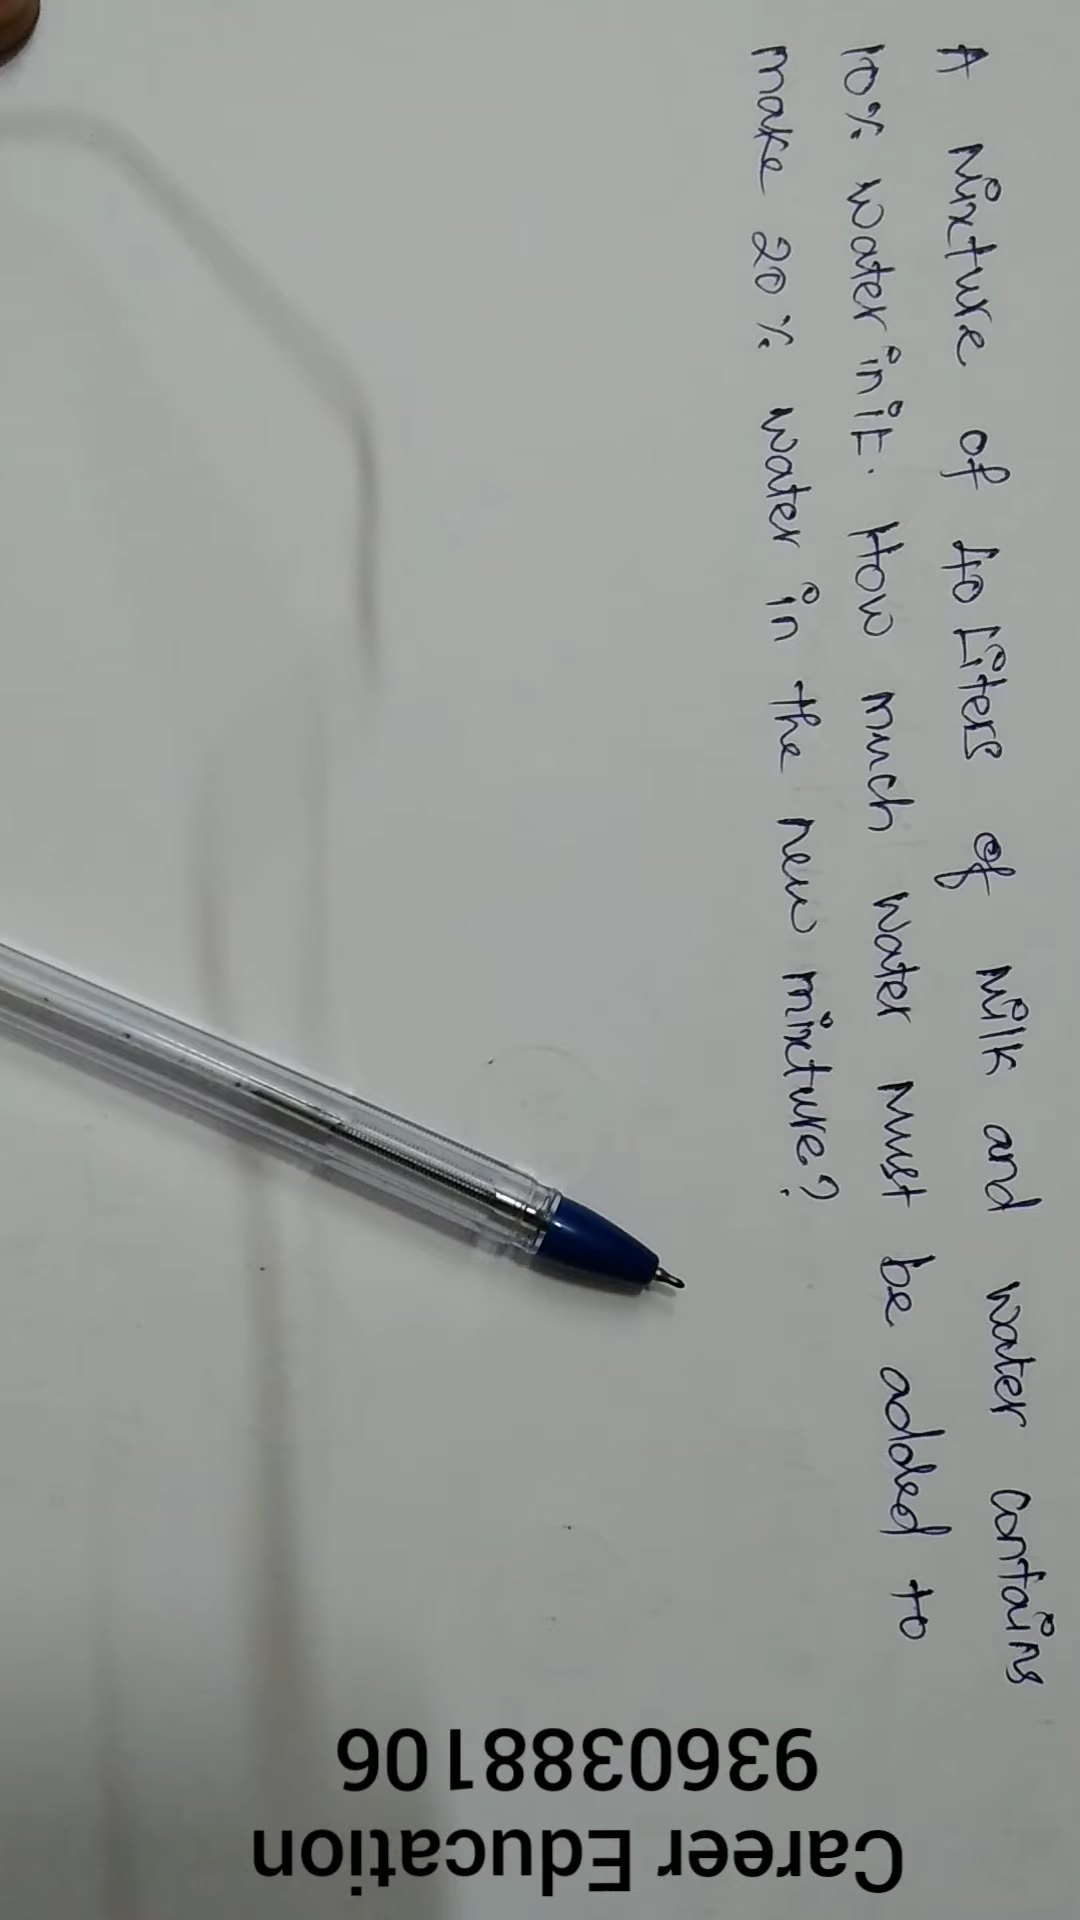 A Mixture of 40 Liters of Milk and Water Contains
10% Water in it. How much Water Must be added to
make 20% Water in the new mixture?
9360388106
Career Education